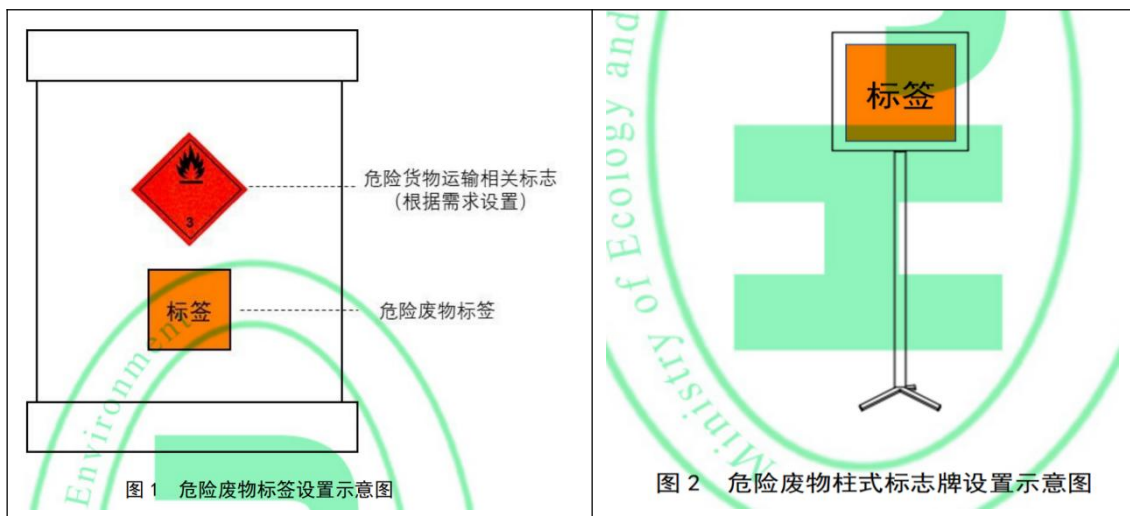 3
危险货物运输相关标志
（根据需求设置）
标签
危险废物标签
Environment
图 1 危险废物标签设置示意图
标签
Ministry of Ecology and
图 2 危险废物柱式标志牌设置示意图